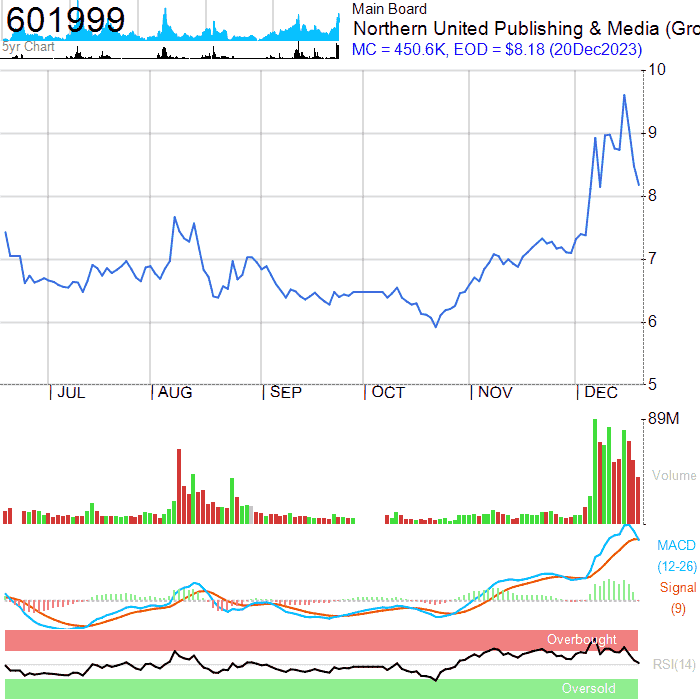 601999
5yr Chart
Main Board
Northern United Publishing & Media (Gro
MC = 450.6K, EOD = $8.18 (20Dec2023)
10
9
8
7
6
5
JUL AUG SEP OCT NOV DEC
89M
Volume
MACD
(12-26)
Signal
(9)
Overbought
RSI(14)
Oversold